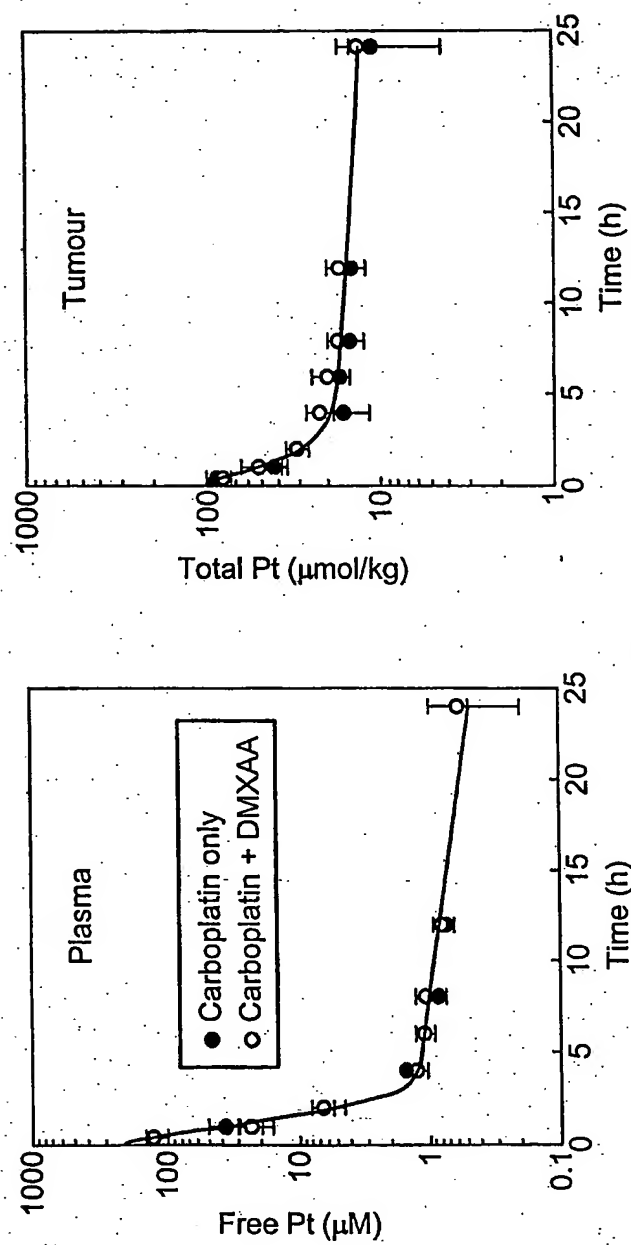 Plasma
● Carboplatin only
○ Carboplatin + DMXAA
Free Pt (μM)
1000
100
10
1
0.1
0
5
10
15
20
25
Time (h)
Tumour
Total Pt (μmol/kg)
1000
100
10
1
0
5
10
15
20
25
Time (h)